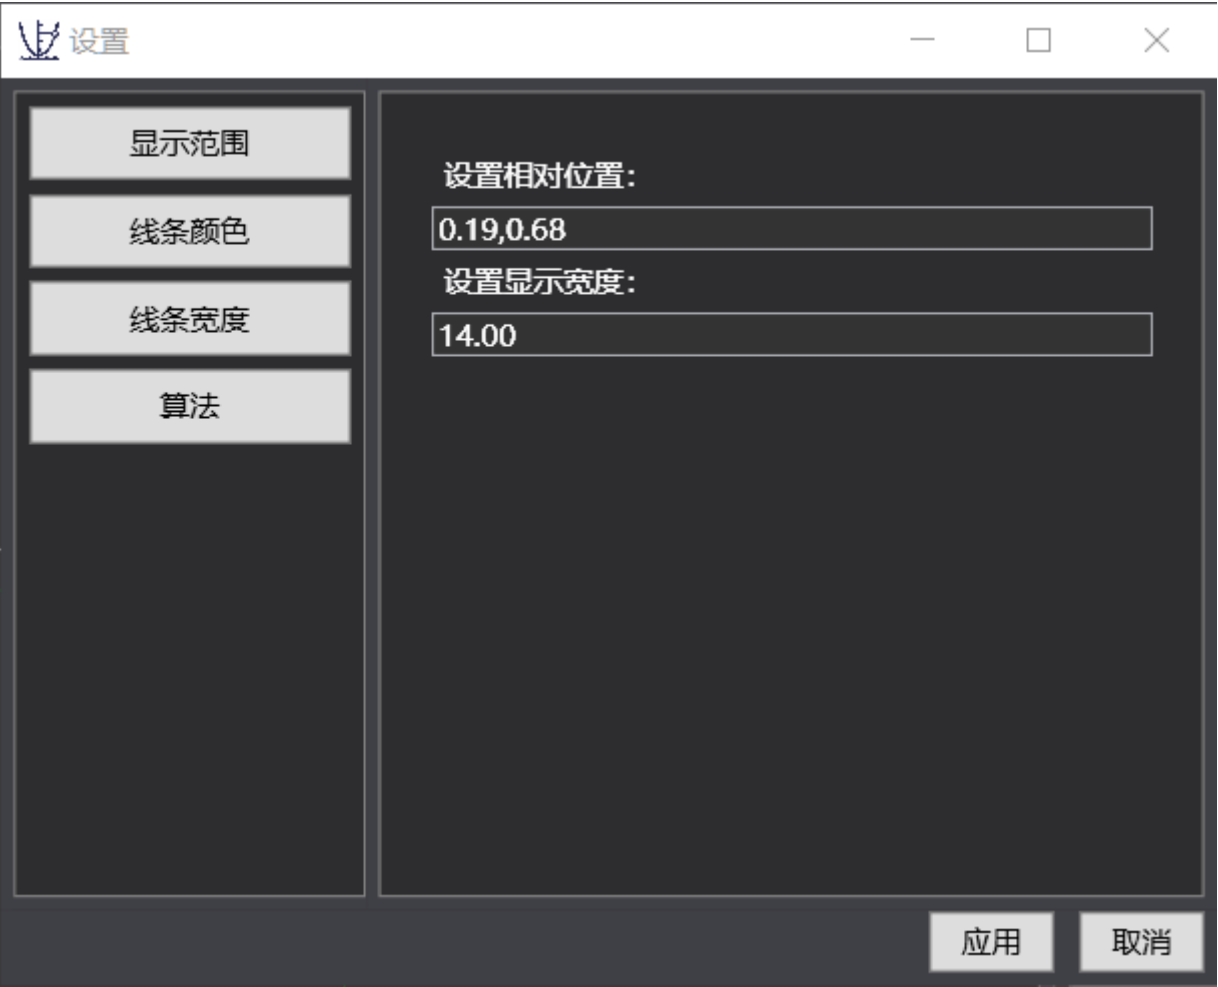 设置
显示范围
线条颜色
线条宽度
算法
设置相对位置：
0.19,0.68
设置显示宽度：
14.00
应用
取消